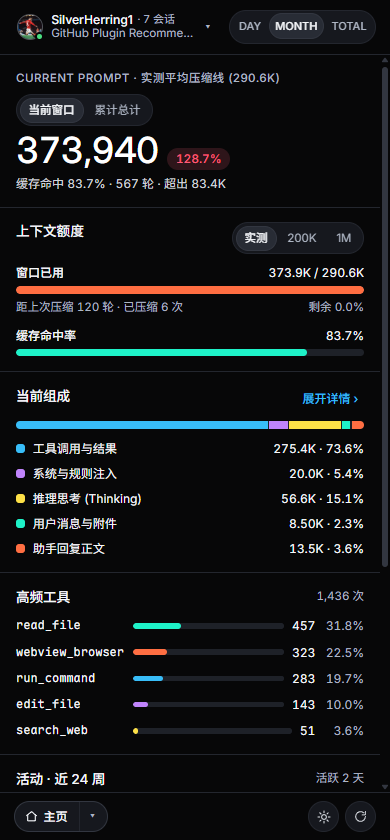 SilverHerring1 · 7 会话
GitHub Plugin Recomme...
DAY MONTH TOTAL
CURRENT PROMPT · 实测平均压缩线 (290.6K)
当前窗口 累计总计
373,940 128.7%
缓存命中 83.7% · 567 轮 · 超出 83.4K
上下文额度 实测 200K 1M
窗口已用 373.9K / 290.6K
距上次压缩 120 轮 · 已压缩 6 次 剩余 0.0%
缓存命中率 83.7%
当前组成 展开详情 ›
工具调用与结果 275.4K · 73.6%
系统与规则注入 20.0K · 5.4%
推理思考 (Thinking) 56.6K · 15.1%
用户消息与附件 8.50K · 2.3%
助手回复正文 13.5K · 3.6%
高频工具 1,436 次
read_file 457 31.8%
webview_browser 323 22.5%
run_command 283 19.7%
edit_file 143 10.0%
search_web 51 3.6%
活动 · 近 24 周 活跃 2 天
主页